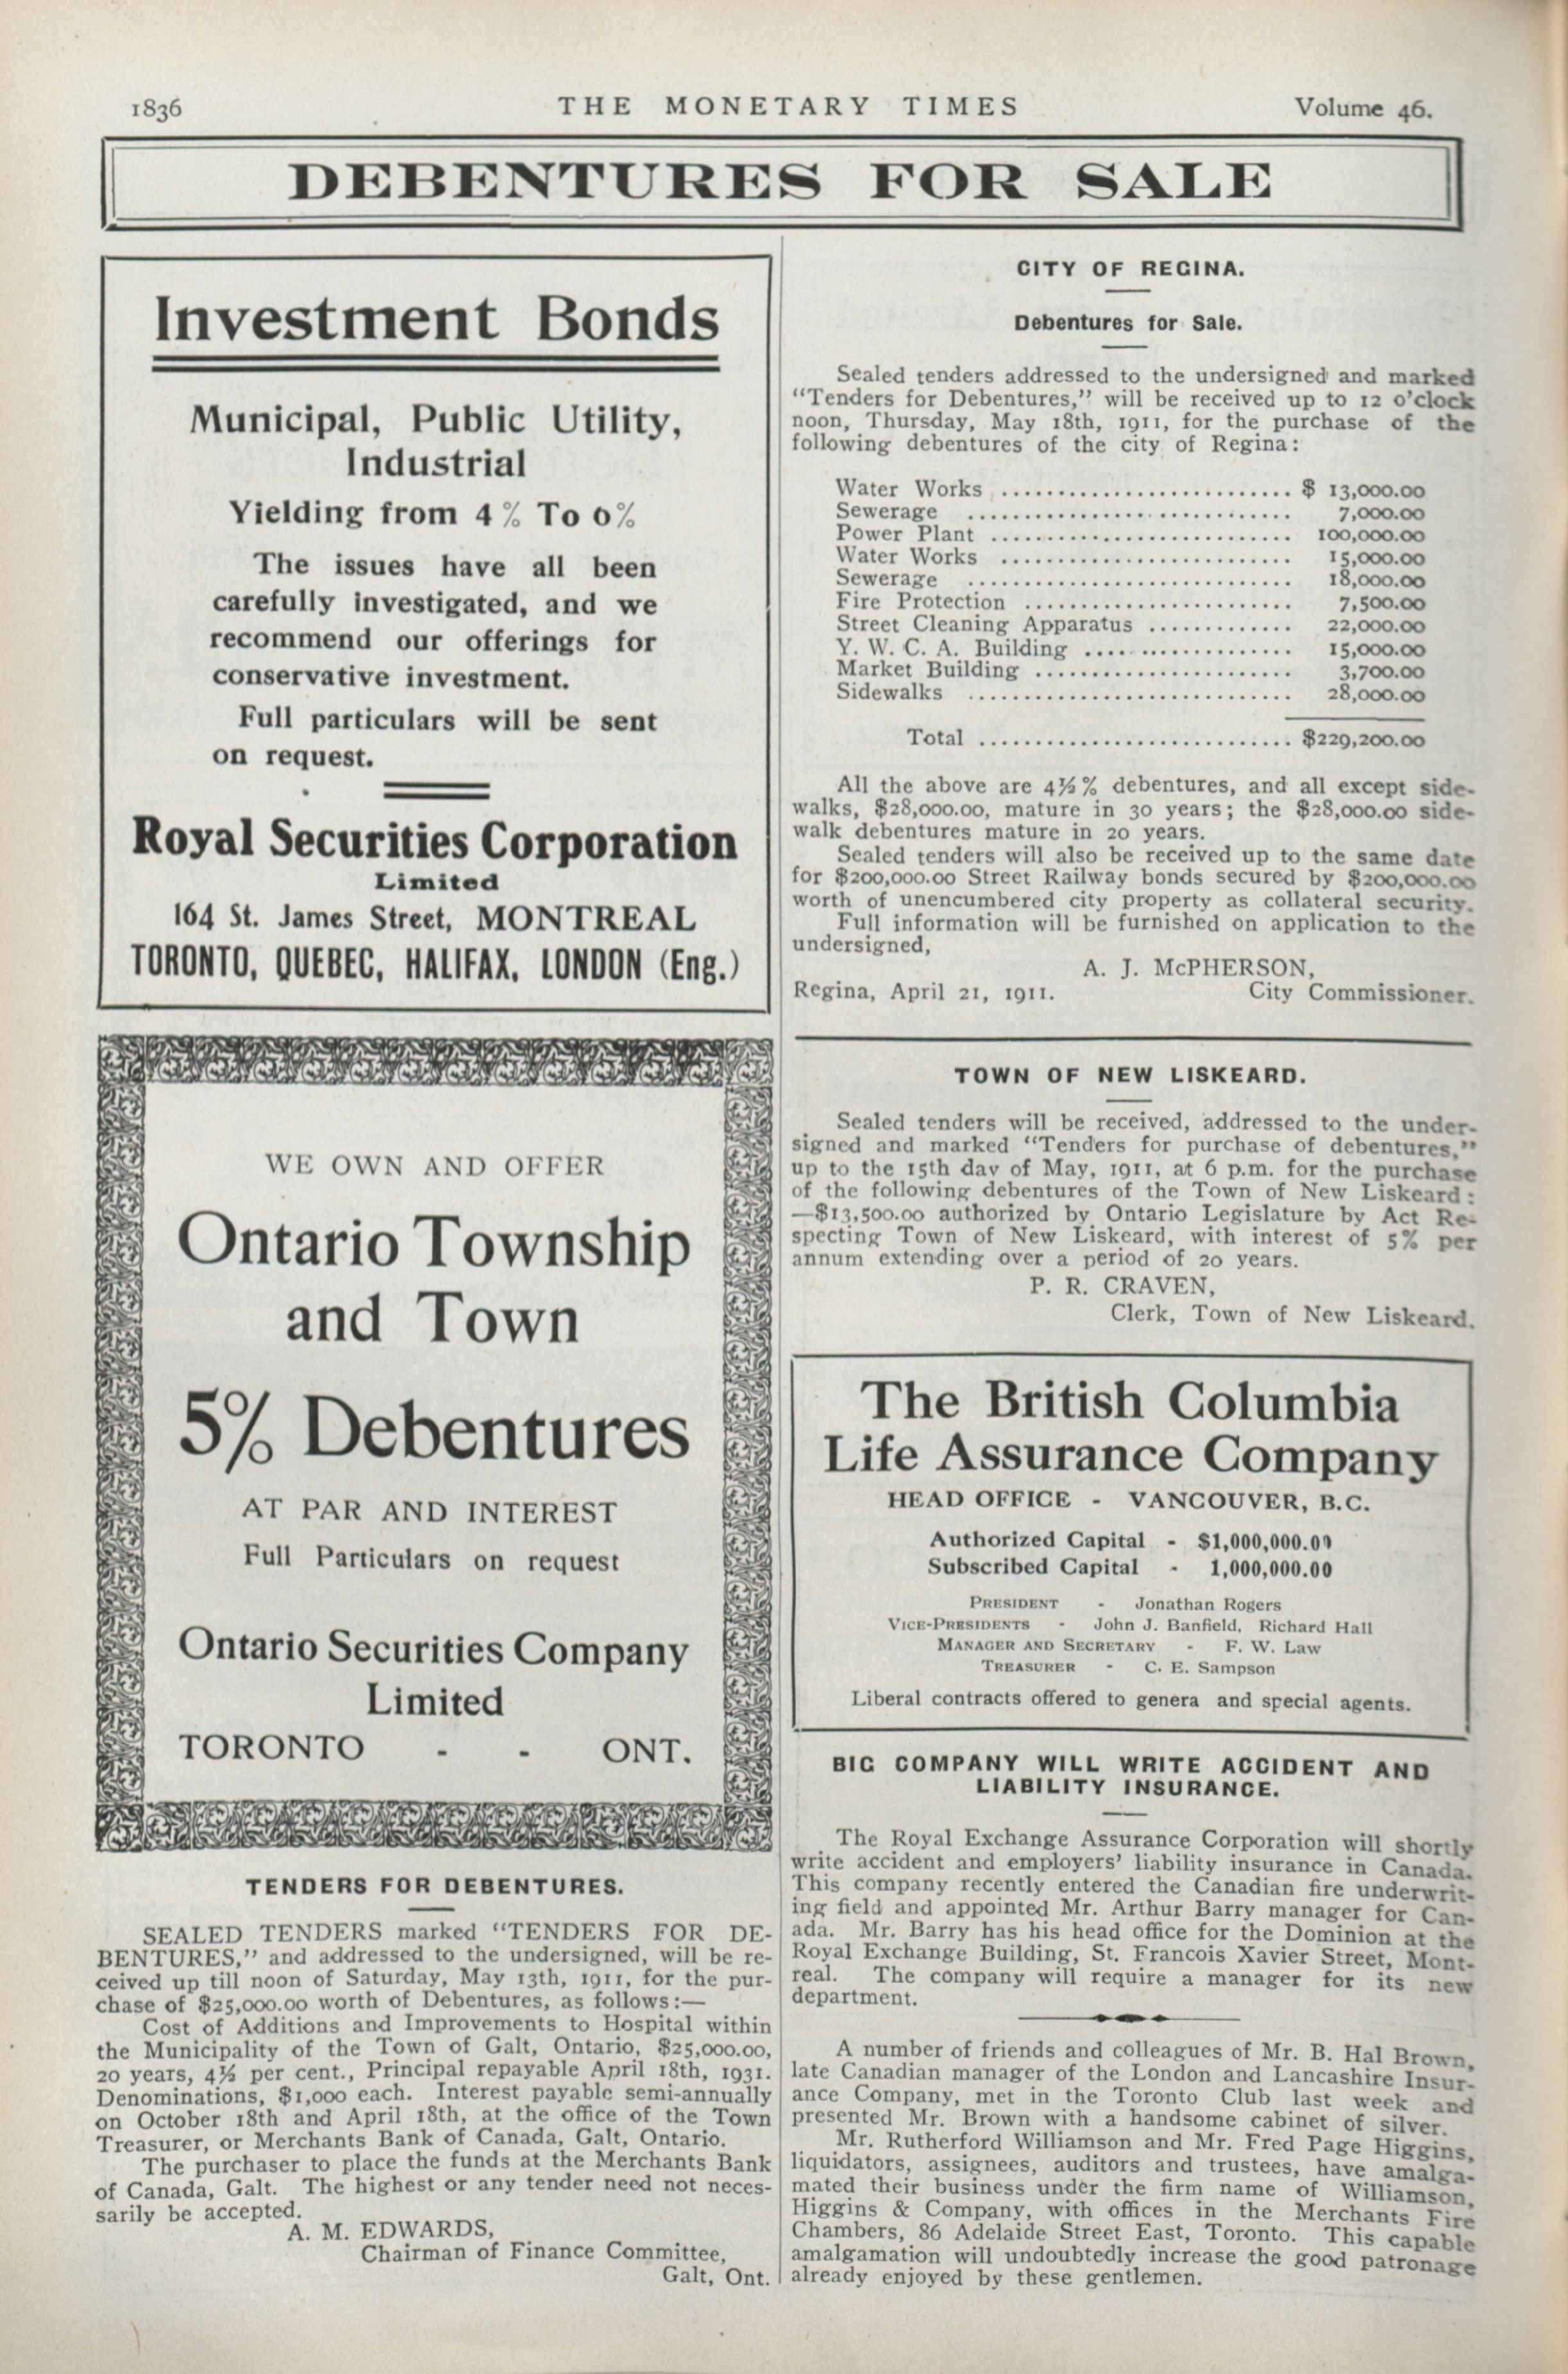 1836
THE MONETARY TIMES
Volume 46.
DEBENTURES FOR SALE
Investment Bonds
Municipal, Public Utility,
Industrial
Yielding from 4% To 6%
The issues have all been
carefully investigated, and we
recommend our offerings for
conservative investment.
Full particulars will be sent
on request.
Royal Securities Corporation
Limited
164 St. James Street, MONTREAL
TORONTO, QUEBEC, HALIFAX, LONDON (Eng.)
WE OWN AND OFFER
Ontario Township
and Town
5% Debentures
AT PAR AND INTEREST
Full Particulars on request
Ontario Securities Company
Limited
TORONTO - - ONT.
TENDERS FOR DEBENTURES.
SEALED TENDERS marked "TENDERS FOR DE-
BENTURES," and addressed to the undersigned, will be re-
ceived up till noon of Saturday, May 13th, 1911, for the pur-
chase of $25,000.00 worth of Debentures, as follows:—
Cost of Additions and Improvements to Hospital within
the Municipality of the Town of Galt, Ontario, $25,000.00,
20 years, 4½ per cent., Principal repayable April 18th, 1931.
Denominations, $1,000 each. Interest payable semi-annually
on October 18th and April 18th, at the office of the Town
Treasurer, or Merchants Bank of Canada, Galt, Ontario.
The purchaser to place the funds at the Merchants Bank
of Canada, Galt. The highest or any tender need not neces-
sarily be accepted.
A. M. EDWARDS,
Chairman of Finance Committee,
Galt, Ont.
CITY OF REGINA.
Debentures for Sale.
Sealed tenders addressed to the undersigned and marked
"Tenders for Debentures," will be received up to 12 o'clock
noon, Thursday, May 18th, 1911, for the purchase of the
following debentures of the city of Regina:
Water Works .......................... $ 13,000.00
Sewerage ............................. 7,000.00
Power Plant ........................... 100,000.00
Water Works .......................... 15,000.00
Sewerage ............................. 18,000.00
Fire Protection ........................ 7,500.00
Street Cleaning Apparatus ............. 22,000.00
Y. W. C. A. Building ................... 15,000.00
Market Building ....................... 3,700.00
Sidewalks ............................. 28,000.00
Total ............................ $229,200.00
All the above are 4½% debentures, and all except side-
walks, $28,000.00, mature in 30 years; the $28,000.00 side-
walk debentures mature in 20 years.
Sealed tenders will also be received up to the same date
for $200,000.00 Street Railway bonds secured by $200,000.00
worth of unencumbered city property as collateral security.
Full information will be furnished on application to the
undersigned,
A. J. McPHERSON,
Regina, April 21, 1911. City Commissioner.
TOWN OF NEW LISKEARD.
Sealed tenders will be received, addressed to the under-
signed and marked "Tenders for purchase of debentures,"
up to the 15th day of May, 1911, at 6 p.m. for the purchase
of the following debentures of the Town of New Liskeard:
—$13,500.00 authorized by Ontario Legislature by Act Re-
specting Town of New Liskeard, with interest of 5% per
annum extending over a period of 20 years.
P. R. CRAVEN,
Clerk, Town of New Liskeard.
The British Columbia
Life Assurance Company
HEAD OFFICE - VANCOUVER, B.C.
Authorized Capital - $1,000,000.00
Subscribed Capital - 1,000,000.00
PRESIDENT - Jonathan Rogers
VICE-PRESIDENTS - John J. Banfield, Richard Hall
MANAGER AND SECRETARY - F. W. Law
TREASURER - C. E. Sampson
Liberal contracts offered to genera and special agents.
BIG COMPANY WILL WRITE ACCIDENT AND
LIABILITY INSURANCE.
The Royal Exchange Assurance Corporation will shortly
write accident and employers' liability insurance in Canada.
This company recently entered the Canadian fire underwrit-
ing field and appointed Mr. Arthur Barry manager for Can-
ada. Mr. Barry has his head office for the Dominion at the
Royal Exchange Building, St. Francois Xavier Street, Mont-
real. The company will require a manager for its new
department.
A number of friends and colleagues of Mr. B. Hal Brown,
late Canadian manager of the London and Lancashire Insur-
ance Company, met in the Toronto Club last week and
presented Mr. Brown with a handsome cabinet of silver.
Mr. Rutherford Williamson and Mr. Fred Page Higgins,
liquidators, assignees, auditors and trustees, have amalga-
mated their business under the firm name of Williamson,
Higgins & Company, with offices in the Merchants Fire
Chambers, 86 Adelaide Street East, Toronto. This capable
amalgamation will undoubtedly increase the good patronage
already enjoyed by these gentlemen.